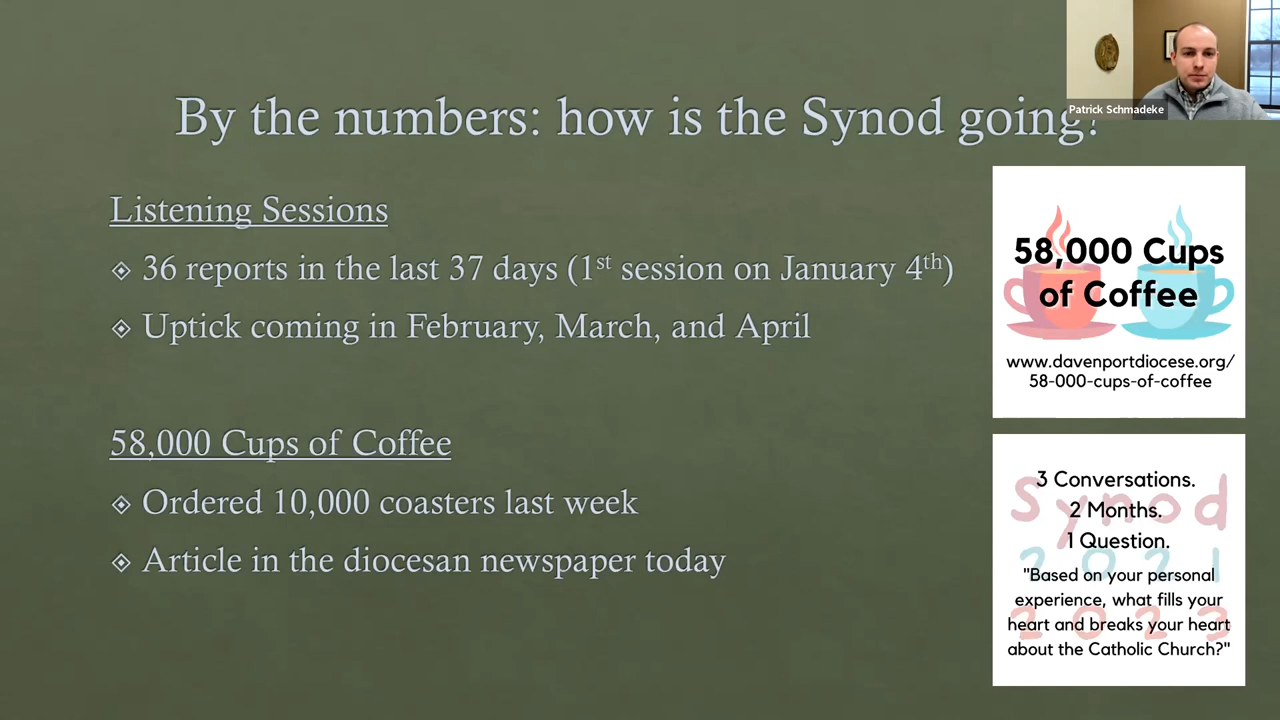 Patrick Schmadeke
By the numbers: how is the Synod going?
Listening Sessions
36 reports in the last 37 days (1st session on January 4th)
Uptick coming in February, March, and April
58,000 Cups of Coffee
Ordered 10,000 coasters last week
Article in the diocesan newspaper today
58,000 Cups
of Coffee
www.davenportdiocese.org/
58-000-cups-of-coffee
Synod
2021
2023
3 Conversations.
2 Months.
1 Question.
"Based on your personal
experience, what fills your
heart and breaks your heart
about the Catholic Church?"